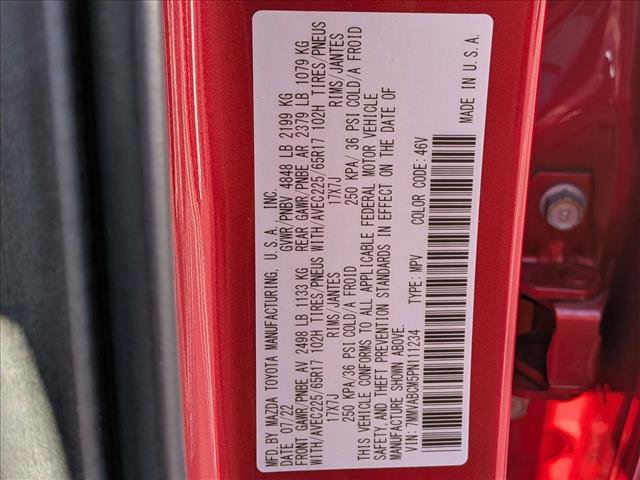 MFD.BY MAZDA TOYOTA MANUFACTURING, U.S.A., INC.
DATE 07/22 GVWR/PNBV 4848 LB 2199 KG
FRONT GAWR/PNBE AV 2498 LB 1133 KG REAR GAWR/PNBE AR 2379 LB 1079 KG
WITH/AVEC225/65R17 102H TIRES/PNEUS WITH/AVEC225/65R17 102H TIRES/PNEUS
17X7J RIMS/JANTES 17X7J RIMS/JANTES
250 KPA/36 PSI COLD/A FROID 250 KPA/ 36 PSI COLD/A FROID
THIS VEHICLE CONFORMS TO ALL APPLICABLE FEDERAL MOTOR VEHICLE
SAFETY, AND THEFT PREVENTION STANDARDS IN EFFECT ON THE DATE OF
MANUFACTURE SHOWN ABOVE.
VIN: 7MMVABCM5PN111234 TYPE: MPV COLOR CODE: 46V
MADE IN U.S.A.